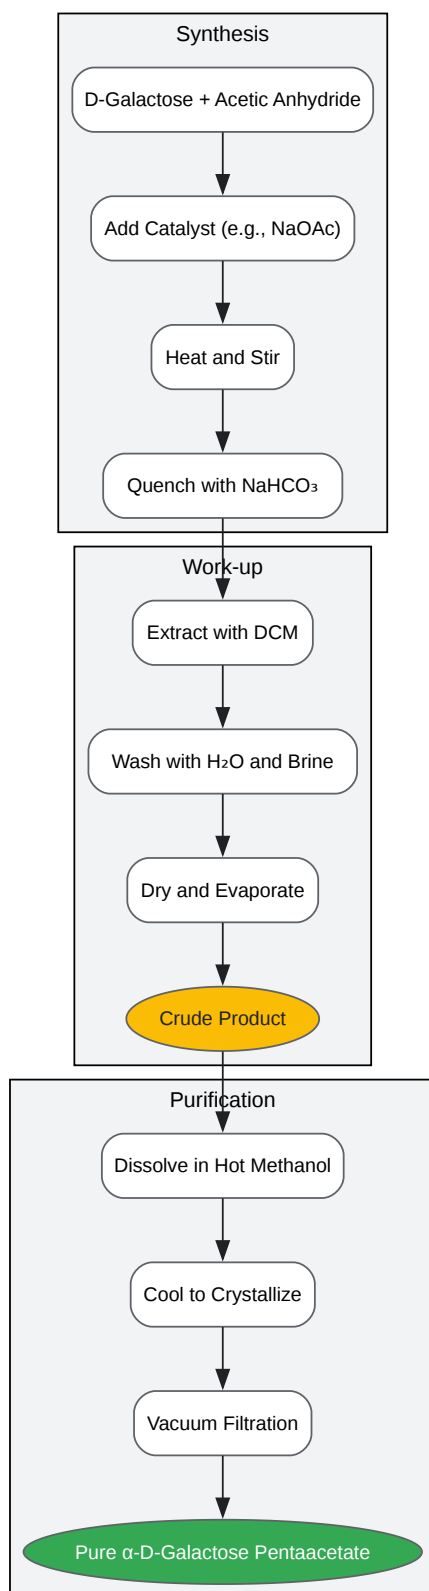 Synthesis
D-Galactose + Acetic Anhydride
Add Catalyst (e.g., NaOAc)
Heat and Stir
Quench with NaHCO₃
Work-up
Extract with DCM
Wash with H₂O and Brine
Dry and Evaporate
Crude Product
Purification
Dissolve in Hot Methanol
Cool to Crystallize
Vacuum Filtration
Pure α-D-Galactose Pentaacetate